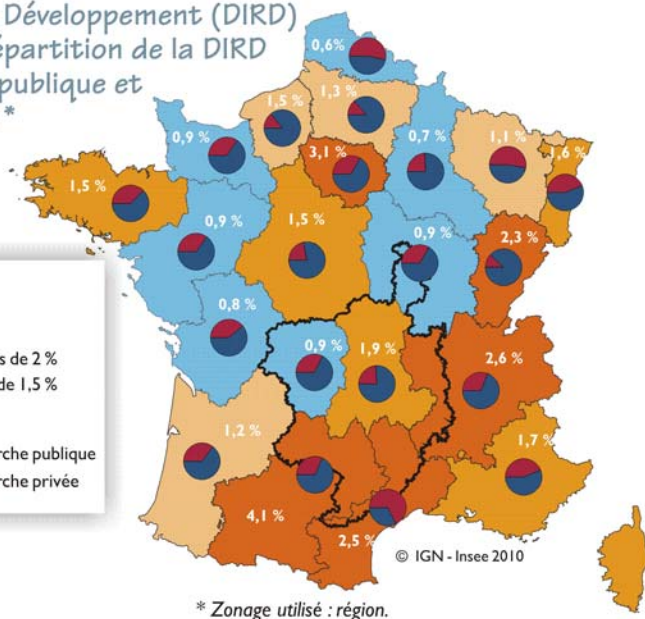 Développement (DIRD)
épartition de la DIRD
publique et
*
0,6%
1,5 %
1,3 %
0,9 %
0,7 %
1,1 %
1,6 %
3,1 %
1,5 %
0,9 %
1,5 %
0,9 %
2,3 %
0,8 %
s de 2 %
de 1,5 %
0,9 %
1,9 %
2,6 %
rche publique
rche privée
1,2 %
1,7 %
4,1 %
2,5 %
© IGN - Insee 2010
* Zonage utilisé : région.